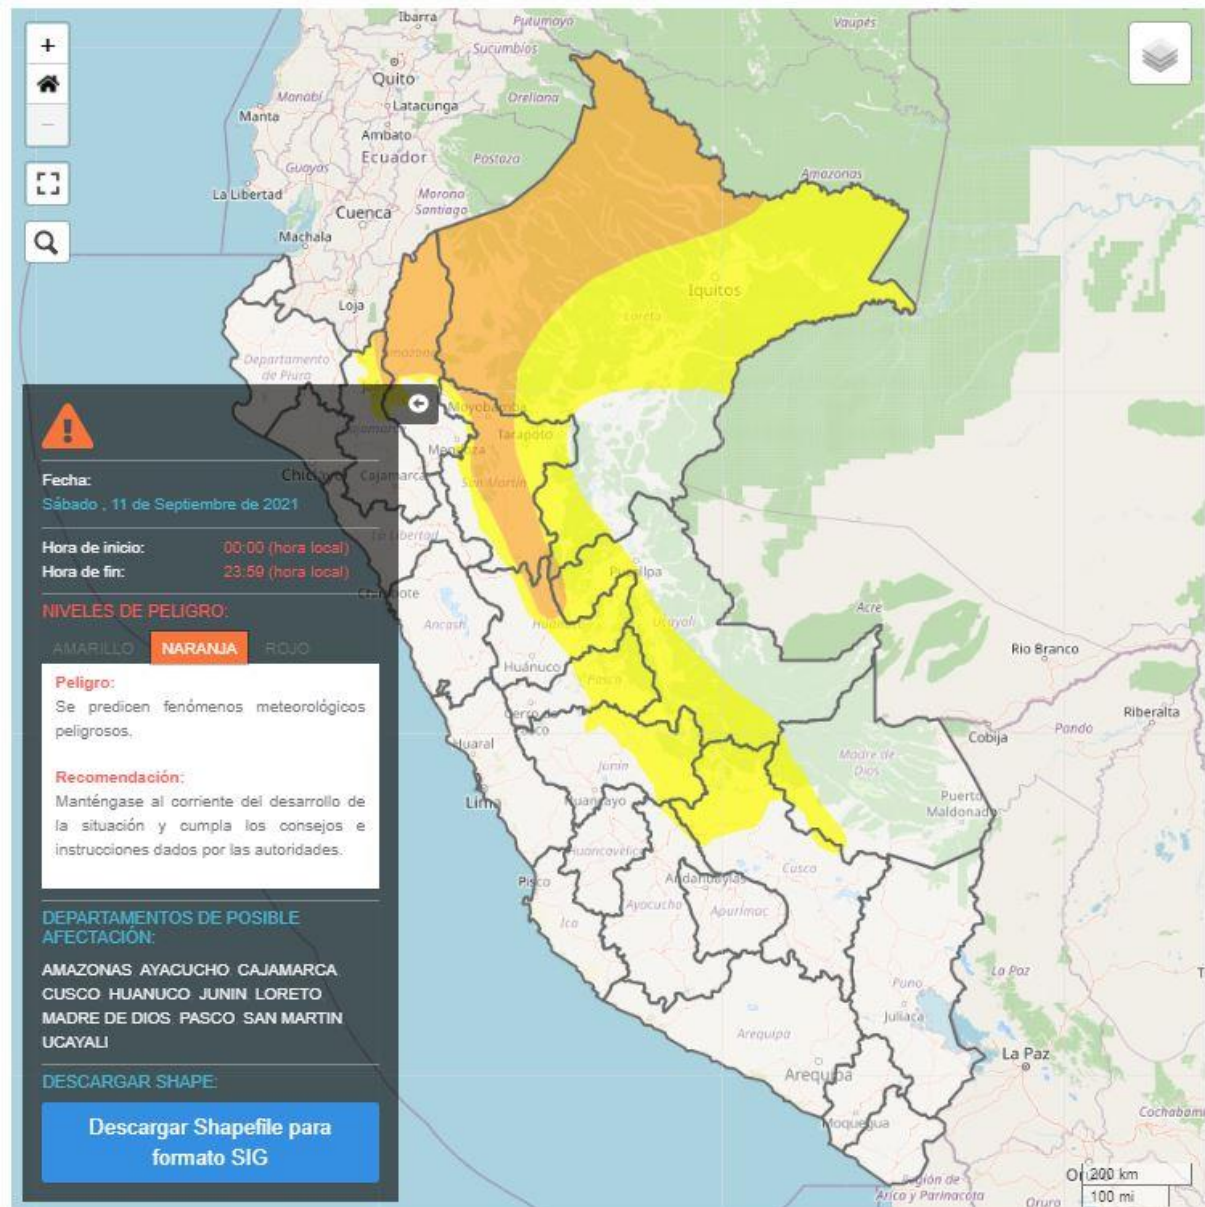 Ibarra
Putumayo
Vaupés
+
Sucumbíos
Quito
Manabí
Latacunga
Orellana
Manta
−
Ambato
Ecuador
Pastaza
Guayas
Amazonas
La Libertad
Morona
Santiago
Cuenca
Machala
Loja
Iquitos
Loreto
Amazonas
Departamento
de Piura
Moyobamba
Tarapoto
Cajamarca
Mendoza
Chiclayo
Cajamarca
San Martín
Fecha:
Sábado , 11 de Septiembre de 2021
La Libertad
Hora de inicio: 00:00 (hora local)
Hora de fin: 23:59 (hora local)
Pucallpa
Chimbote
NIVELES DE PELIGRO:
Ancash
Huánuco
Ucayali
Acre
AMARILLO NARANJA ROJO
Rio Branco
Huánuco
Pasco
Peligro:
Se predicen fenómenos meteorológicos
peligrosos.
Cerro de
Pasco
Riberalta
Pando
Cobija
Huaral
Madre de
Dios
Junín
Recomendación:
Manténgase al corriente del desarrollo de
la situación y cumpla los consejos e
instrucciones dados por las autoridades.
Lima
Huancayo
Puerto
Maldonado
Huancavelica
Cusco
Pisco
Andahuaylas
Ayacucho
Apurímac
Ica
DEPARTAMENTOS DE POSIBLE
AFECTACIÓN:
AMAZONAS AYACUCHO CAJAMARCA
CUSCO HUANUCO JUNIN LORETO
MADRE DE DIOS PASCO SAN MARTIN
UCAYALI
La Paz
Puno
Juliaca
Arequipa
La Paz
DESCARGAR SHAPE:
Arequipa
Descargar Shapefile para
formato SIG
Moquegua
Cochabam
200 km
100 mi
Región de
Arica y Parinacota
Oruro